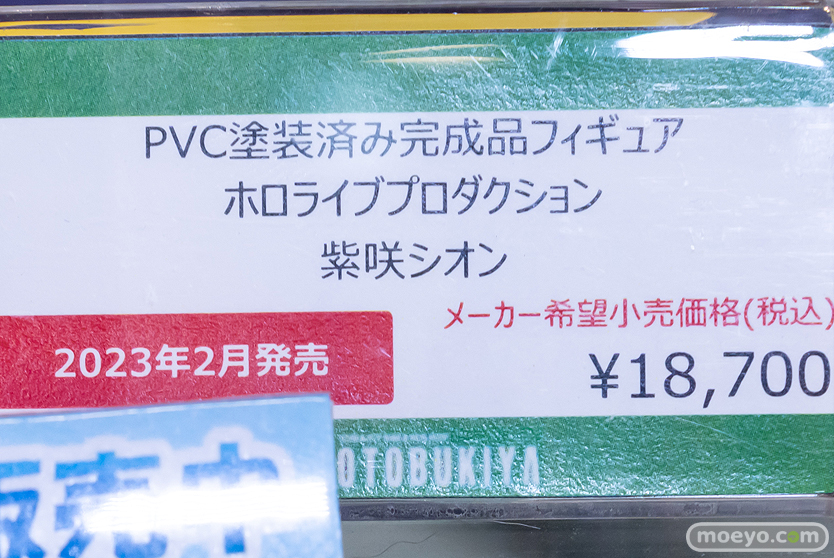 PVC塗装済み完成品フィギュア
ホロライブプロダクション
紫咲シオン
メーカー希望小売価格(税込)
2023年2月発売
¥18,700
販売中
OTOBUKIYA
moeyo.com